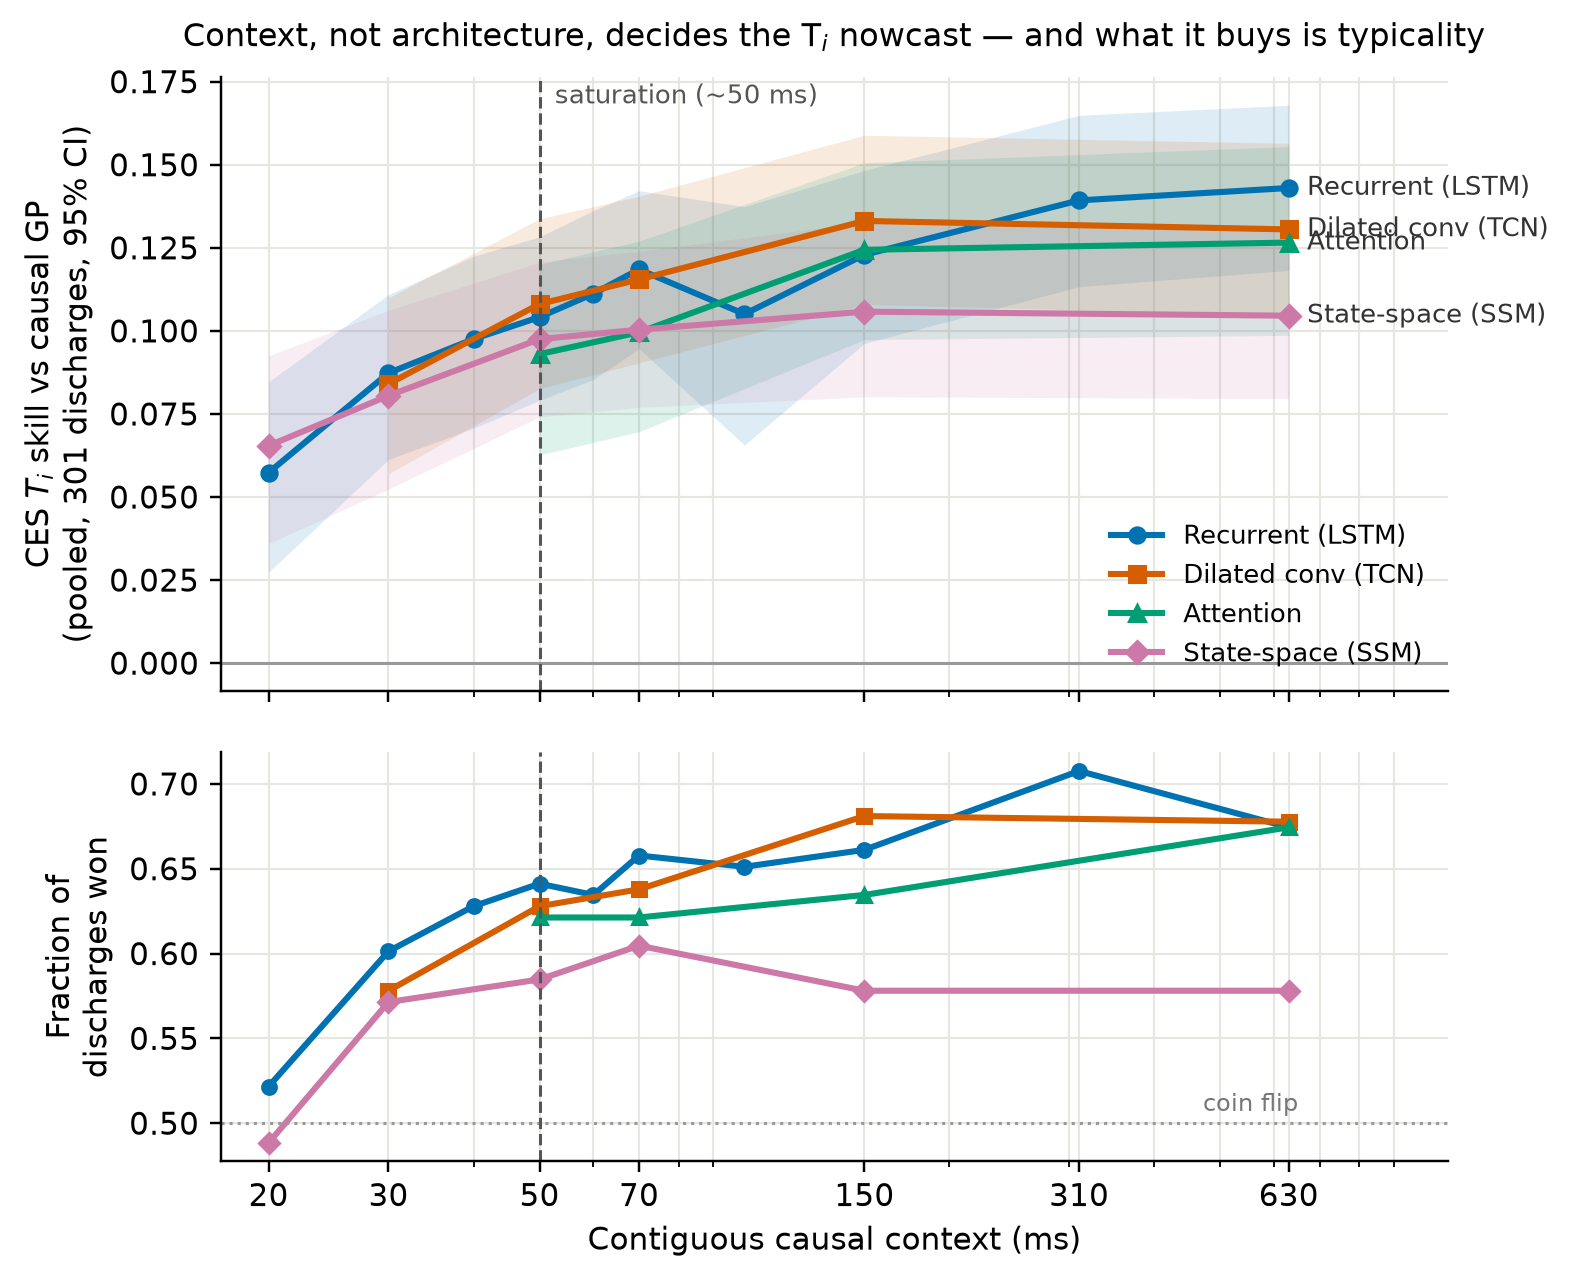 Context, not architecture, decides the Tᵢ nowcast — and what it buys is typicality
CES Tᵢ skill vs causal GP
(pooled, 301 discharges, 95% CI)
0.175
0.150
0.125
0.100
0.075
0.050
0.025
0.000
saturation (~50 ms)
Recurrent (LSTM)
Dilated conv (TCN)
Attention
State-space (SSM)
Recurrent (LSTM)
Dilated conv (TCN)
Attention
State-space (SSM)
Fraction of
discharges won
0.70
0.65
0.60
0.55
0.50
coin flip
20 30 50 70 150 310 630
Contiguous causal context (ms)